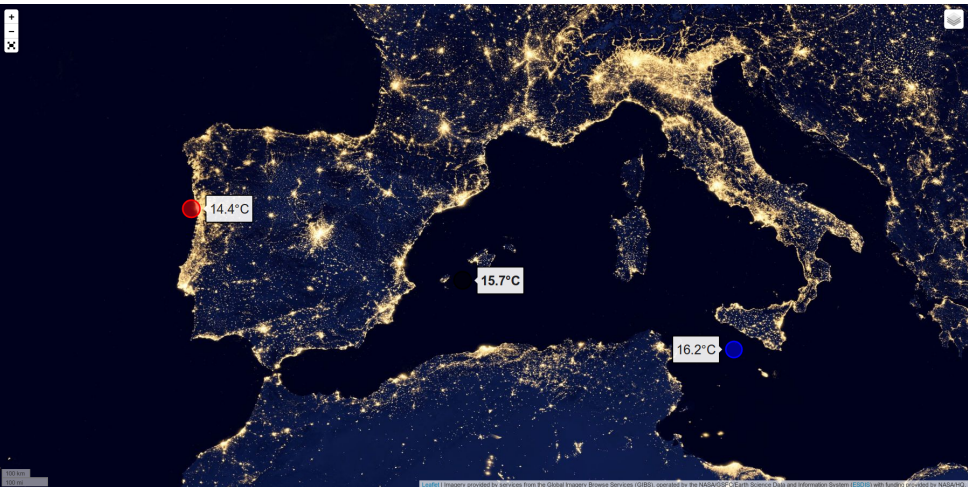 +
−
14.4°C
15.7°C
16.2°C
100 km
100 mi
Leaflet | Imagery provided by services from the Global Imagery Browse Services (GIBS), operated by the NASA/GSFC/Earth Science Data and Information System (ESDIS) with funding provided by NASA/HQ.